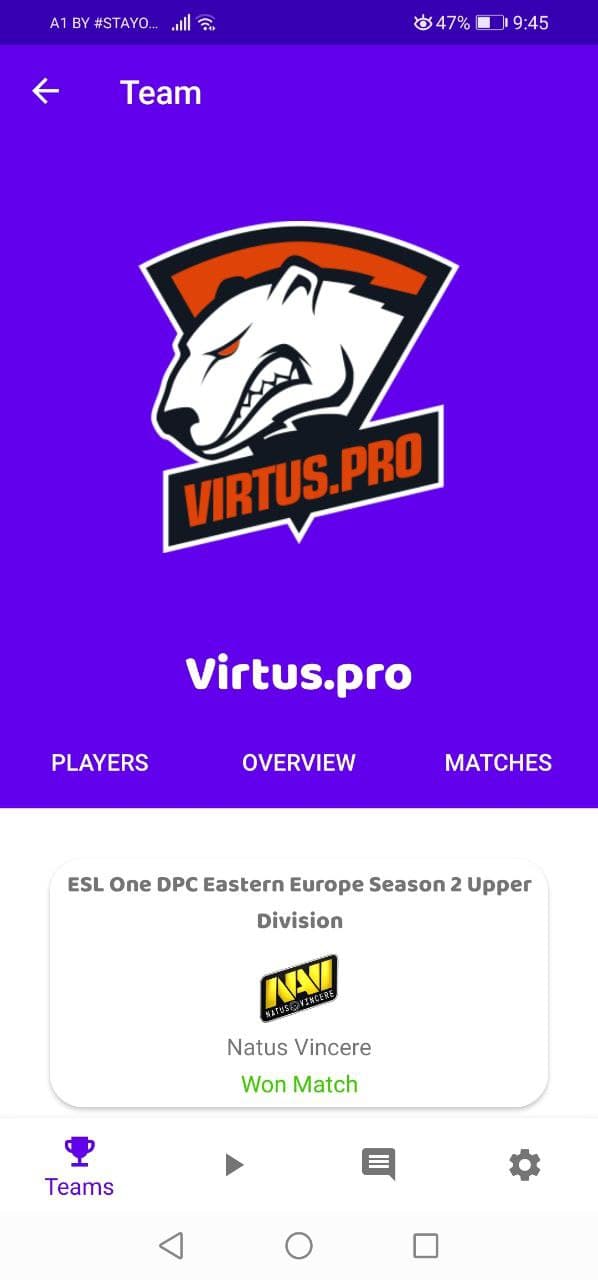 A1 BY #STAYO... 47% 9:45
Team
VIRTUS.PRO
Virtus.pro
PLAYERS OVERVIEW MATCHES
ESL One DPC Eastern Europe Season 2 Upper
Division
NAVI
NATUS VINCERE
Natus Vincere
Won Match
Teams